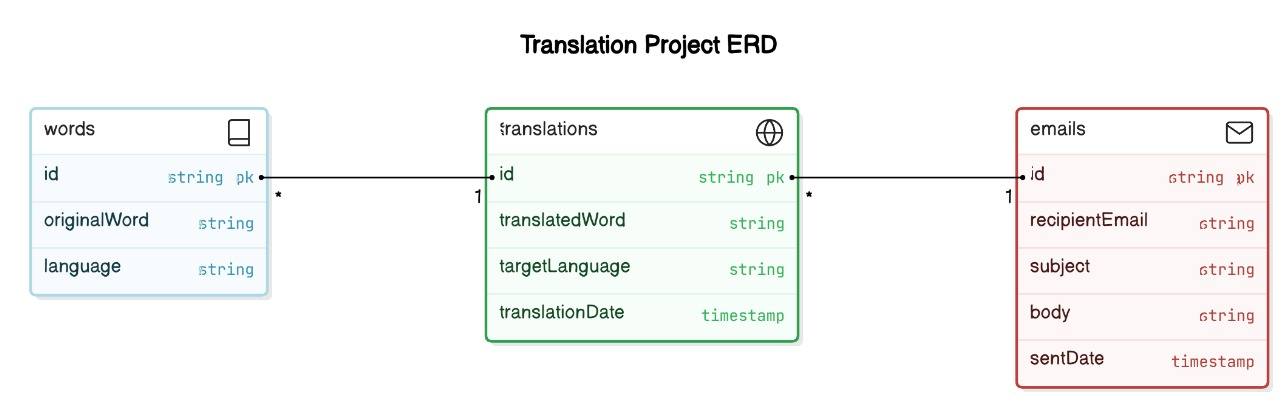 Translation Project ERD
words
id string pk
originalWord string
language string
* 1
translations
id string pk
translatedWord string
targetLanguage string
translationDate timestamp
* 1
emails
id string pk
recipientEmail string
subject string
body string
sentDate timestamp